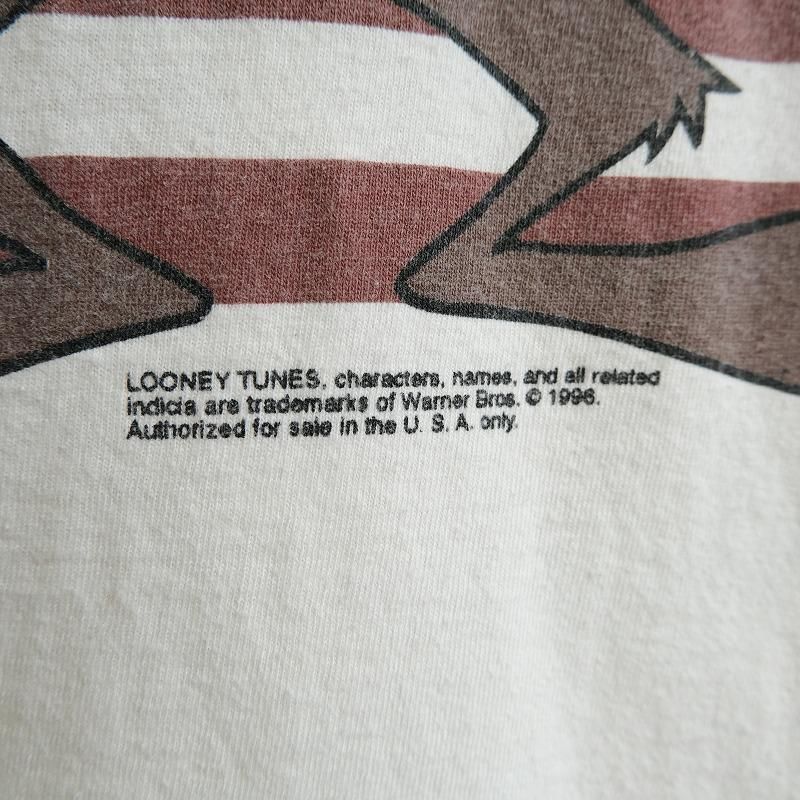 LOONEY TUNES, characters, names, and all related
indicia are trademarks of Warner Bros. © 1996.
Authorized for sale in the U. S. A. only.